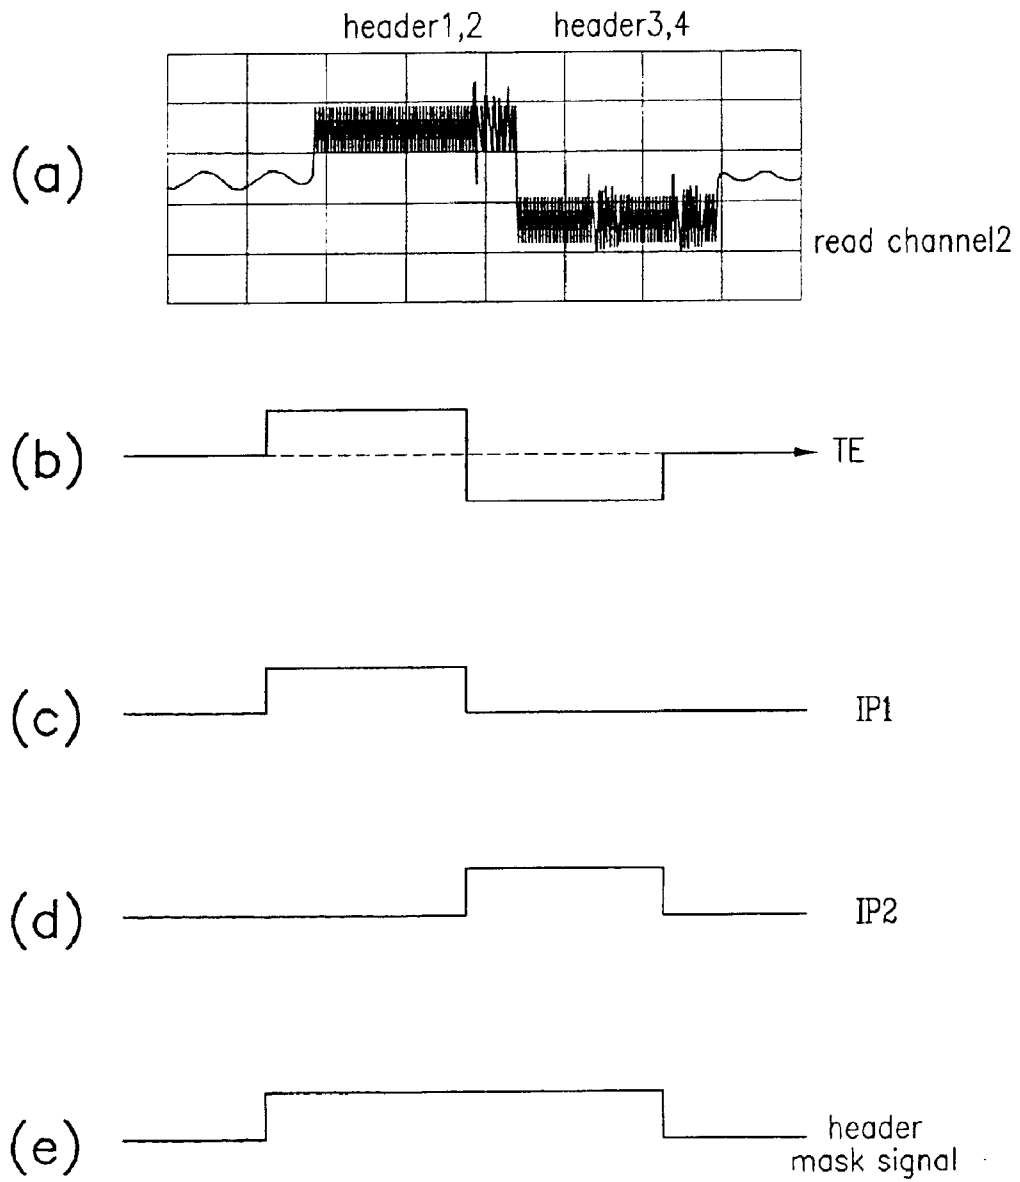 header1,2 header3,4
(a)
read channel2
(b)
TE
(c)
IP1
(d)
IP2
(e)
header
mask signal